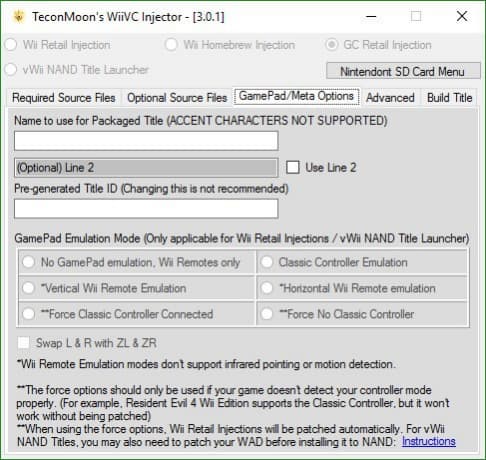 TeconMoon's WiiVC Injector - [3.0.1]
Wii Retail Injection Wii Homebrew Injection GC Retail Injection
vWii NAND Title Launcher Nintendont SD Card Menu
Required Source Files Optional Source Files GamePad/Meta Options Advanced Build Title
Name to use for Packaged Title (ACCENT CHARACTERS NOT SUPPORTED)
(Optional) Line 2 Use Line 2
Pre-generated Title ID (Changing this is not recommended)
GamePad Emulation Mode (Only applicable for Wii Retail Injections / vWii NAND Title Launcher)
No GamePad emulation, Wii Remotes only Classic Controller Emulation
*Vertical Wii Remote Emulation *Horizontal Wii Remote emulation
**Force Classic Controller Connected **Force No Classic Controller
Swap L & R with ZL & ZR
*Wii Remote Emulation modes don't support infrared pointing or motion detection.
**The force options should only be used if your game doesn't detect your controller mode
properly. (For example, Resident Evil 4 Wii Edition supports the Classic Controller, but it won't
work without being patched)
**When using the force options, Wii Retail Injections will be patched automatically. For vWii
NAND Titles, you may also need to patch your WAD before installing it to NAND: Instructions